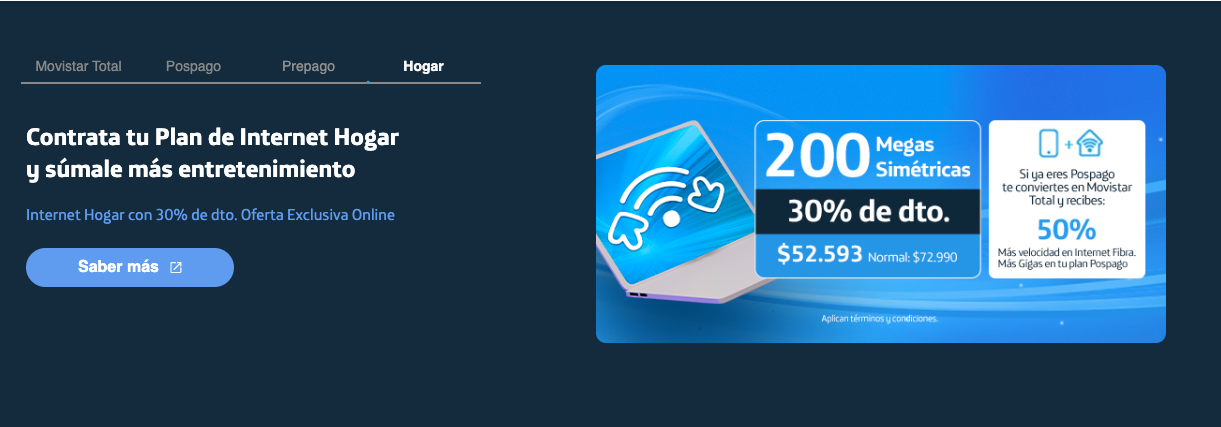 Movistar Total
Pospago
Prepago
Hogar
Contrata tu Plan de Internet Hogar
y súmale más entretenimiento
Internet Hogar con 30% de dto. Oferta Exclusiva Online
Saber más
200 Megas
Simétricas
30% de dto.
$52.593 Normal: $72.990
+
Si ya eres Pospago
te conviertes en Movistar
Total y recibes:
50%
Más velocidad en Internet Fibra.
Más Gigas en tu plan Pospago
Aplican términos y condiciones.